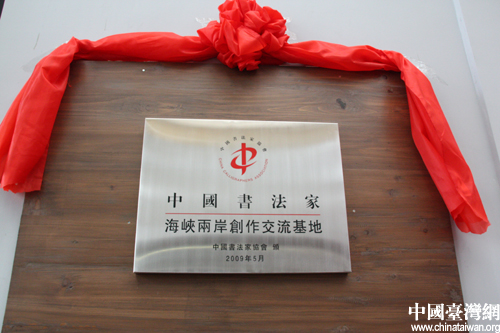 中國書法家
海峽兩岸創作交流基地
中國書法家協會 頒
2009年5月
中國臺灣網
www.chinataiwan.org